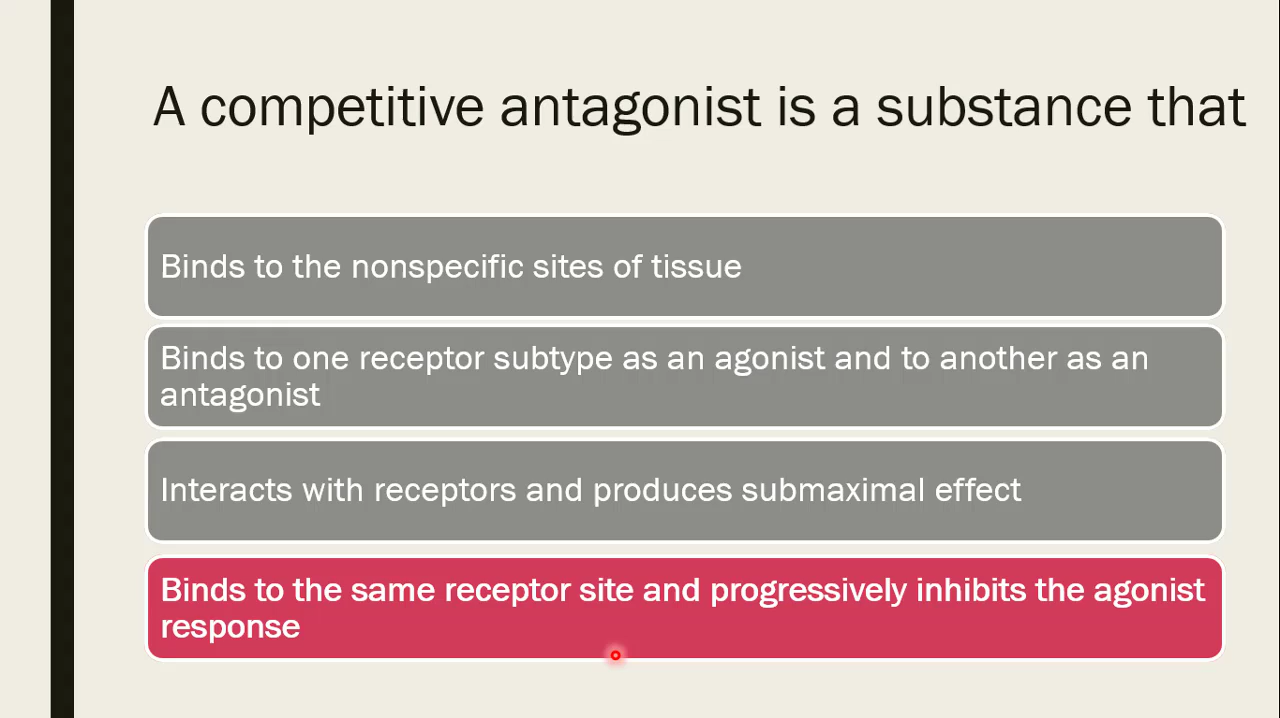 A competitive antagonist is a substance that
Binds to the nonspecific sites of tissue
Binds to one receptor subtype as an agonist and to another as an
antagonist
Interacts with receptors and produces submaximal effect
Binds to the same receptor site and progressively inhibits the agonist
response